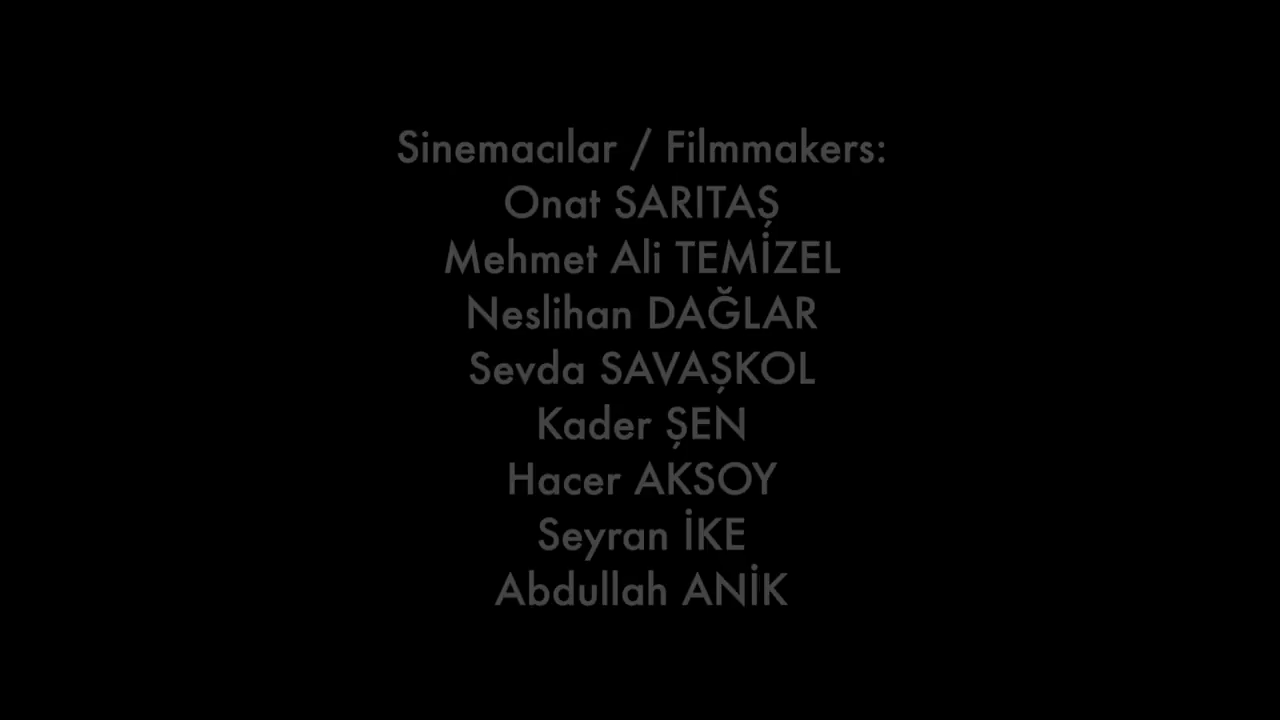 Sinemacılar / Filmmakers:
Onat SARITAŞ
Mehmet Ali TEMİZEL
Neslihan DAĞLAR
Sevda SAVAŞKOL
Kader ŞEN
Hacer AKSOY
Seyran İKE
Abdullah ANİK